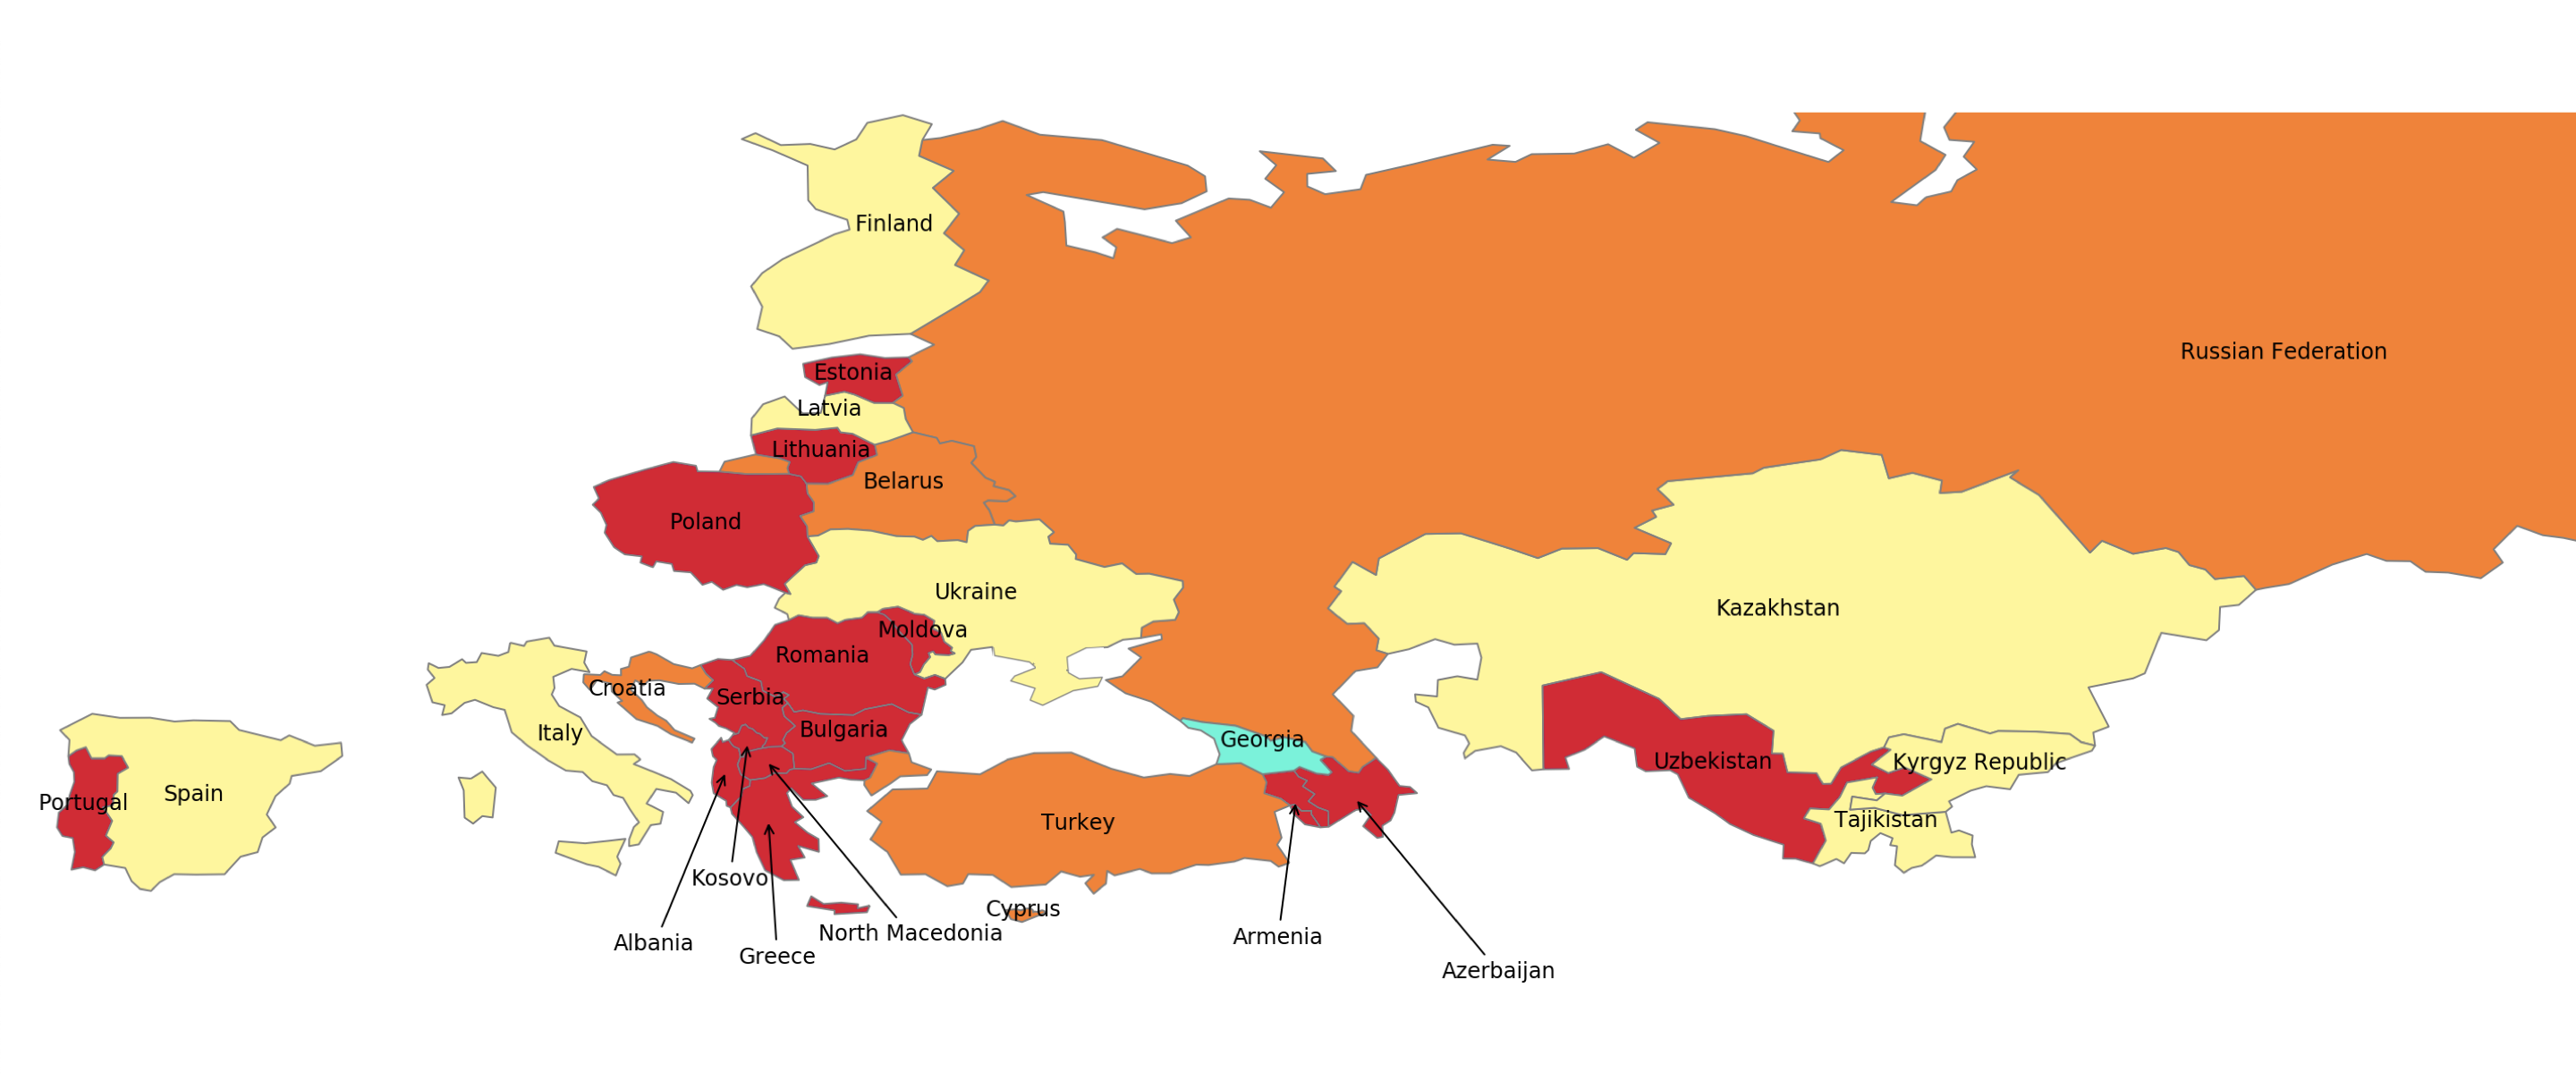 Finland
Russian Federation
Estonia
Latvia
Lithuania
Belarus
Poland
Ukraine
Kazakhstan
Moldova
Romania
Croatia
Serbia
Bulgaria
Italy
Georgia
Uzbekistan
Kyrgyz Republic
Spain
Portugal
Turkey
Tajikistan
Kosovo
Cyprus
North Macedonia
Armenia
Albania
Greece
Azerbaijan